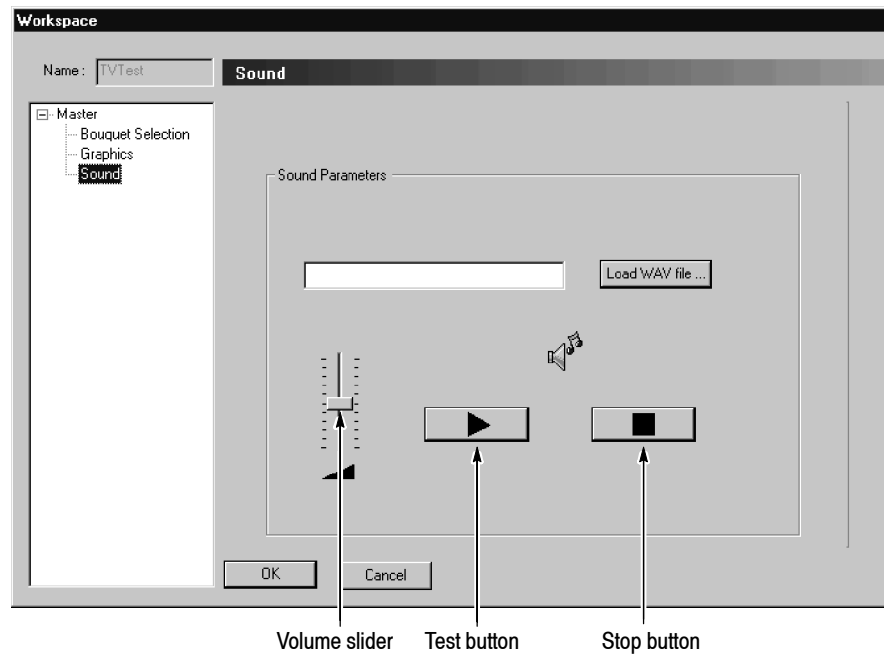 Workspace
Name : TVTest
Sound
Master
Bouquet Selection
Graphics
Sound
Sound Parameters
Load WAV file ...
OK
Cancel
Volume slider
Test button
Stop button